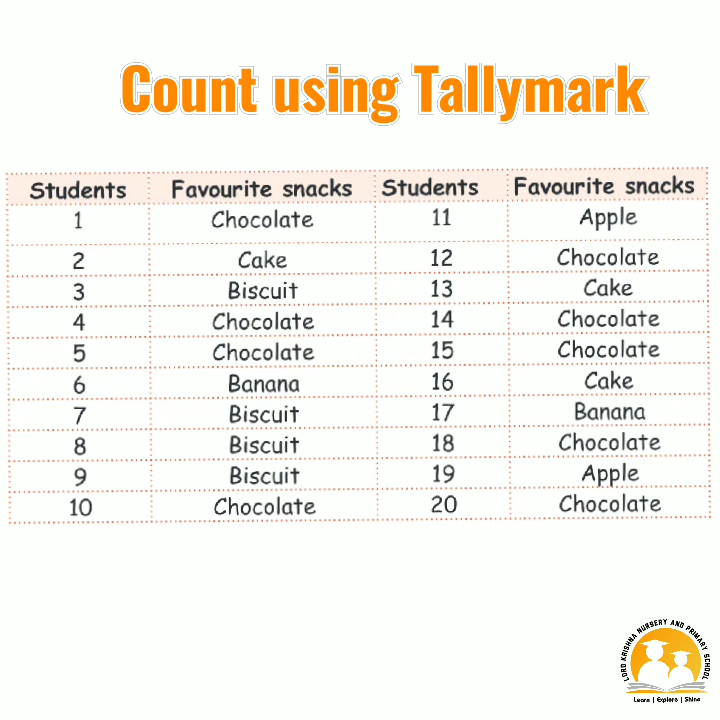 Count using Tallymark
Students Favourite snacks Students Favourite snacks
1 Chocolate 11 Apple
2 Cake 12 Chocolate
3 Biscuit 13 Cake
4 Chocolate 14 Chocolate
5 Chocolate 15 Chocolate
6 Banana 16 Cake
7 Biscuit 17 Banana
8 Biscuit 18 Chocolate
9 Biscuit 19 Apple
10 Chocolate 20 Chocolate
LORD KRISHNA NURSERY AND PRIMARY SCHOOL
Learn | Explore | Shine